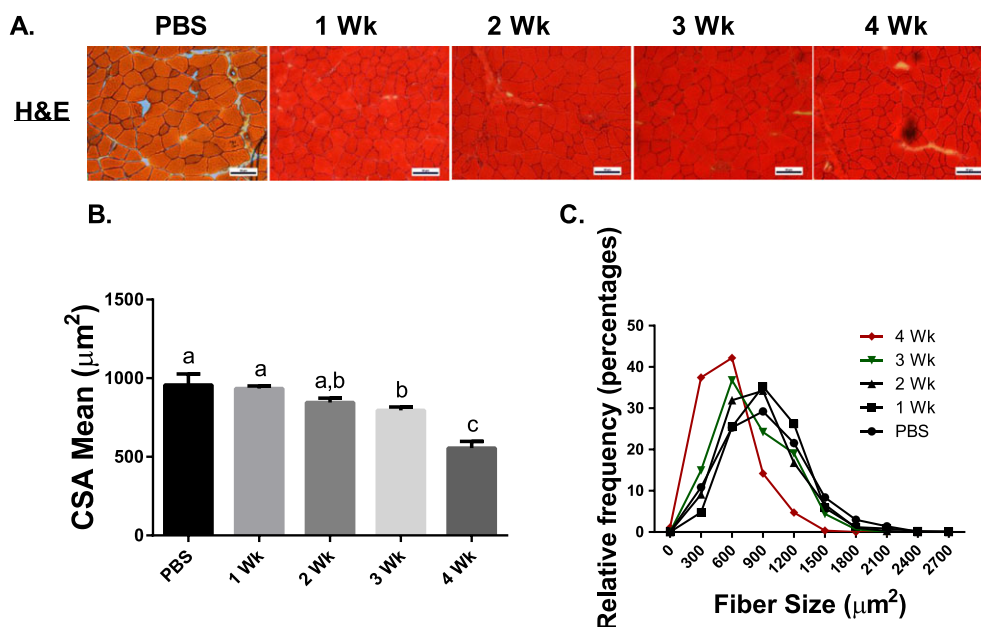 A.
PBS 1 Wk 2 Wk 3 Wk 4 Wk
H&E
B.
CSA Mean (μm²)
1500
1000
500
0
a
a
a,b
b
c
PBS
1 Wk
2 Wk
3 Wk
4 Wk
C.
Relative frequency (percentages)
50
40
30
20
10
0
4 Wk
3 Wk
2 Wk
1 Wk
PBS
0
300
600
900
1200
1500
1800
2100
2400
2700
Fiber Size (μm²)